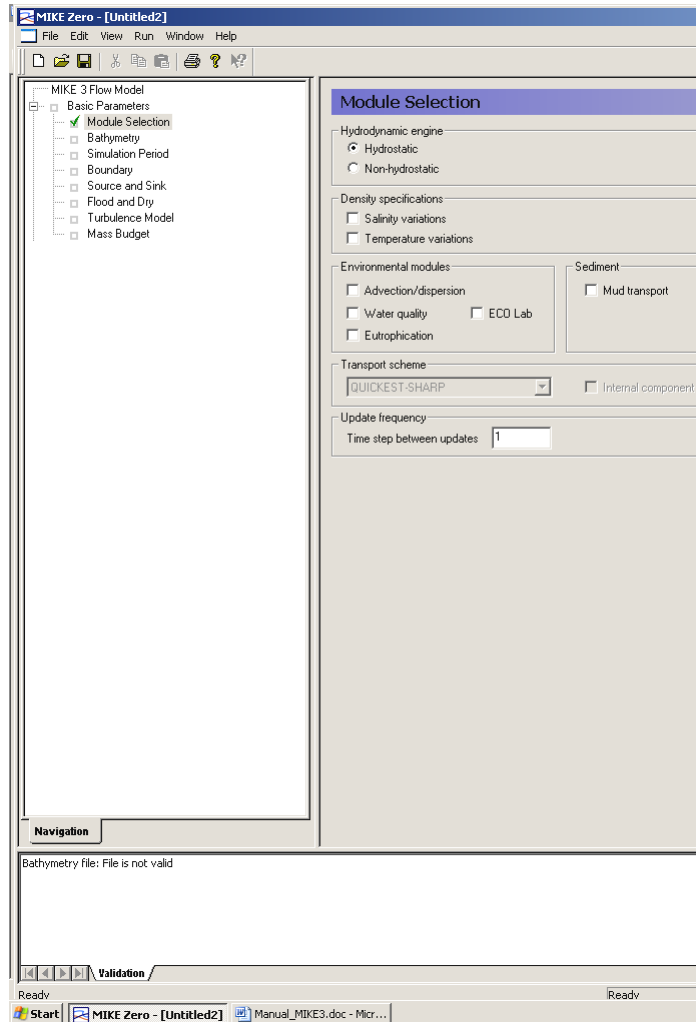 MIKE Zero - [Untitled2]
File Edit View Run Window Help
MIKE 3 Flow Model
Basic Parameters
Module Selection
Bathymetry
Simulation Period
Boundary
Source and Sink
Flood and Dry
Turbulence Model
Mass Budget
Navigation
Module Selection
Hydrodynamic engine
Hydrostatic
Non-hydrostatic
Density specifications
Salinity variations
Temperature variations
Environmental modules
Advection/dispersion
Water quality ECO Lab
Eutrophication
Sediment
Mud transport
Transport scheme
QUICKEST-SHARP Internal component
Update frequency
Time step between updates 1
Bathymetry file: File is not valid
Validation
Ready Ready
Start MIKE Zero - [Untitled2] Manual_MIKE3.doc - Micr...